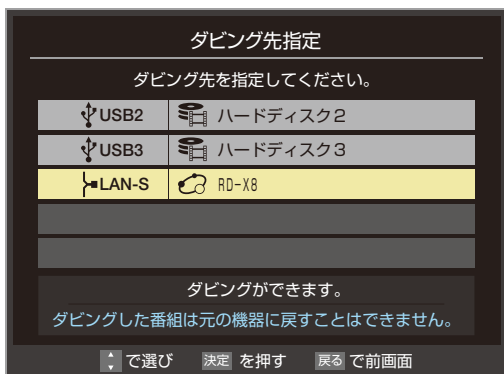 ダビング先指定
ダビング先を指定してください。
USB2 ハードディスク2
USB3 ハードディスク3
LAN-S RD-X8
ダビングができます。
ダビングした番組は元の機器に戻すことはできません。
で選び 決定 を押す 戻る で前画面